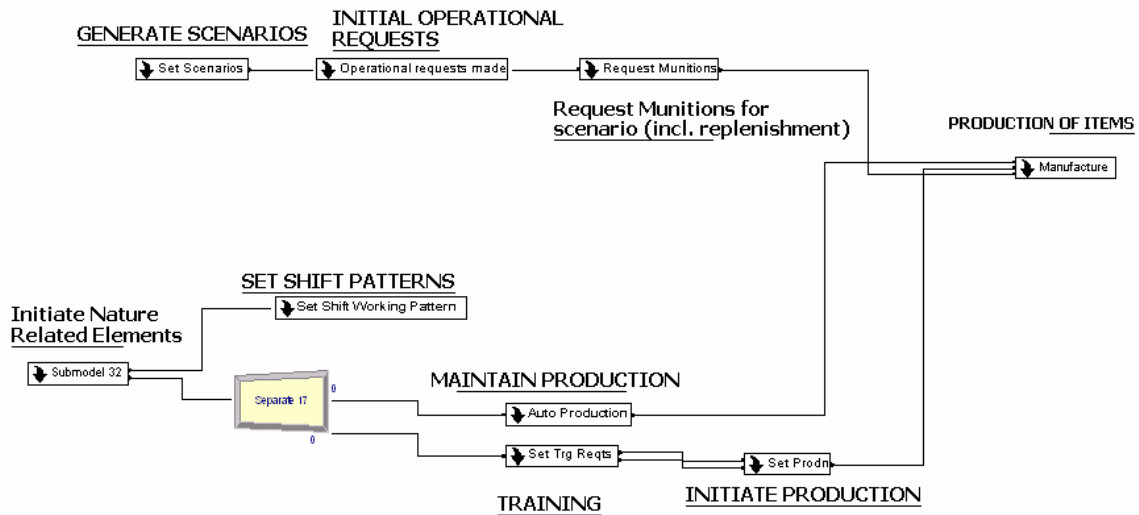 GENERATE SCENARIOS
INITIAL OPERATIONAL
REQUESTS
Set Scenarios
Operational requests made
Request Munitions
Request Munitions for
scenario (incl. replenishment)
PRODUCTION OF ITEMS
Manufacture
SET SHIFT PATTERNS
Set Shift Working Pattern
Initiate Nature
Related Elements
Submodel 32
Separate 17
0
0
MAINTAIN PRODUCTION
Auto Production
Set Trg Reqts
Set Prodn
TRAINING
INITIATE PRODUCTION